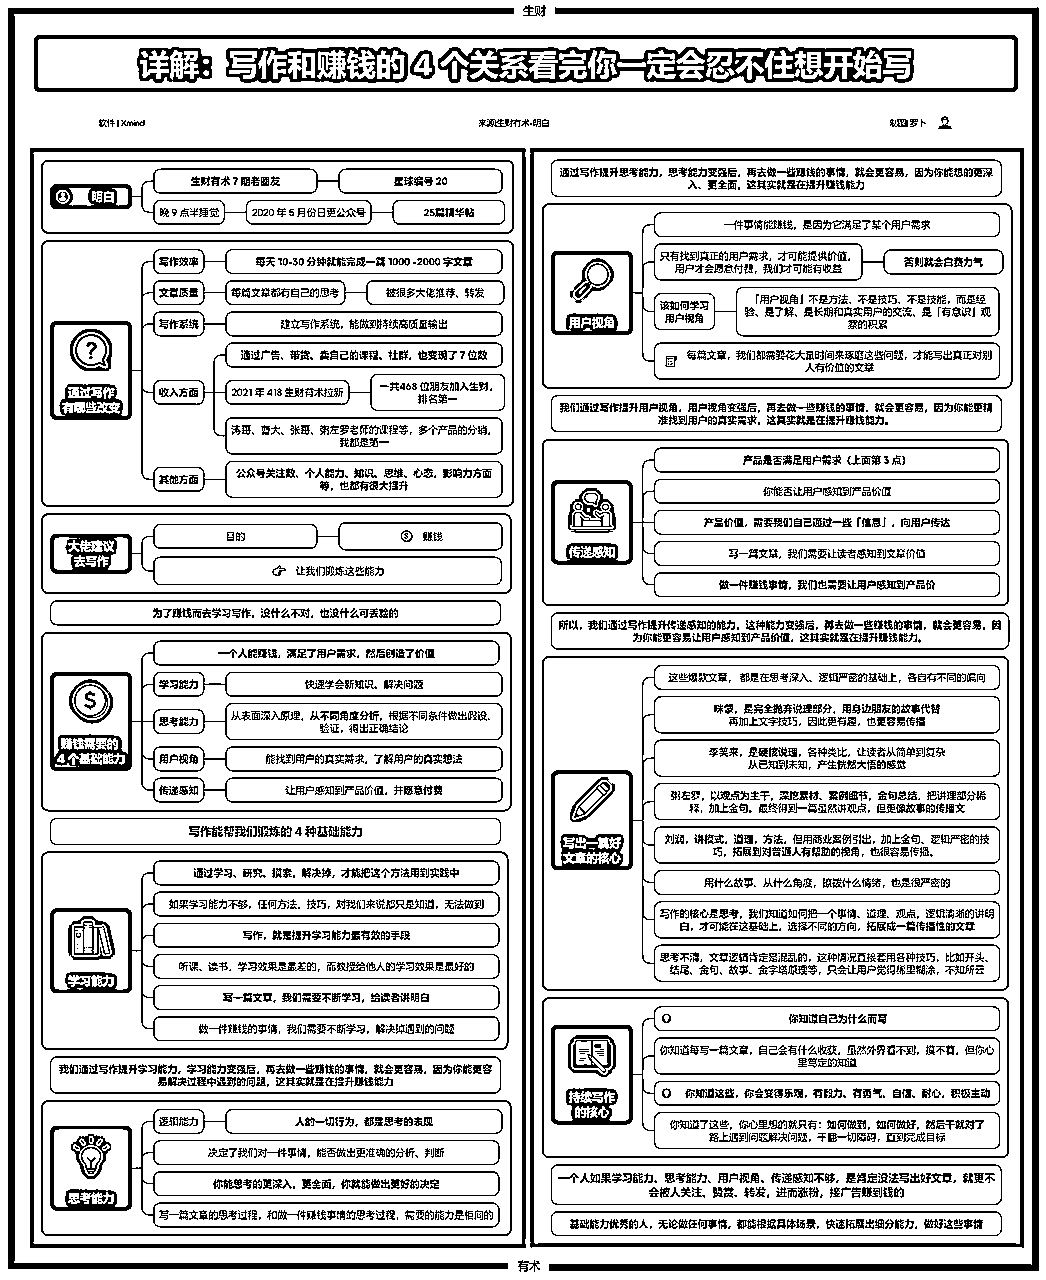 生财
详解：写作和赚钱的 4 个关系看完你一定会忍不住想开始写
软件 | Xmind
来源|生财有术-明白
绘图|罗卜
明白
生财有术 7 期老圈友
星球编号 20
晚 9 点半睡觉
2020 年 5 月份日更公众号
25篇精华帖
通过写作
有哪些改变
写作效率
每天 10-30 分钟就能完成一篇 1000 -2000 字文章
文章质量
每篇文章都有自己的思考
被很多大佬推荐、转发
写作系统
建立写作系统，能做到持续高质量输出
收入方面
通过广告、带货、卖自己的课程、社群，也变现了 7 位数
2021 年 418 生财有术拉新
一共468 位朋友加入生财，
排名第一
涛哥、曹大、张哥、粥左罗老师的课程等，多个产品的分销，
我都是第一
其他方面
公众号关注数、个人能力、知识、思维、心态，影响力方面
等，也都有很大提升
大佬建议
去写作
目的
赚钱
让我们锻炼这些能力
为了赚钱而去学习写作，没什么不对，也没什么可丢脸的
赚钱需要的
4 个基础能力
一个人能赚钱，满足了用户需求，然后创造了价值
学习能力
快速学会新知识、解决问题
思考能力
从表面深入原理，从不同角度分析，根据不同条件做出假设、
验证，得出正确结论
用户视角
能找到用户的真实需求，了解用户的真实想法
传递感知
让用户感知到产品价值，并愿意付费
写作能帮我们锻炼的 4 种基础能力
学习能力
通过学习、研究、摸索、解决掉，才能把这个方法用到实践中
如果学习能力不够，任何方法、技巧，对我们来说都只是知道，无法做到
写作，就是提升学习能力最有效的手段
听课、读书，学习效果是最差的，而教授给他人的学习效果是最好的
写一篇文章，我们需要不断学习，给读者讲明白
做一件赚钱的事情，我们需要不断学习，解决掉遇到的问题
我们通过写作提升学习能力，学习能力变强后，再去做一些赚钱的事情，就会更容易，因为你能更容
易解决过程中遇到的问题，这其实就是在提升赚钱能力
思考能力
逻辑能力
人的一切行为，都是思考的表现
决定了我们对一件事情，能否做出更准确的分析、判断
你能思考的更深入、更全面，你就能做出更好的决定
写一篇文章的思考过程，和做一件赚钱事情的思考过程，需要的能力是相同的
通过写作提升思考能力，思考能力变强后，再去做一些赚钱的事情，就会更容易，因为你能想的更深
入、更全面，这其实就是在提升赚钱能力
用户视角
一件事情能赚钱，是因为它满足了某个用户需求
只有找到真正的用户需求，才可能提供价值，
用户才会愿意付费，我们才可能有收益
否则就会白费力气
该如何学习
用户视角
「用户视角」不是方法、不是技巧、不是技能，而是经
验、是了解、是长期和真实用户的交流、是「有意识」观
察的积累
每篇文章，我们都需要花大量时间来琢磨这些问题，才能写出真正对别
人有价值的文章
我们通过写作提升用户视角，用户视角变强后，再去做一些赚钱的事情，就会更容易，因为你能更精
准找到用户的真实需求，这其实就是在提升赚钱能力。
传递感知
产品是否满足用户需求（上面第 3 点）
你能否让用户感知到产品价值
产品价值，需要我们自己通过一些「信息」，向用户传达
写一篇文章，我们需要让读者感知到文章价值
做一件赚钱事情，我们也需要让用户感知到产品价
所以，我们通过写作提升传递感知的能力，这种能力变强后，再去做一些赚钱的事情，就会更容易，因
为你能更容易让用户感知到产品价值，这其实就是在提升赚钱能力。
写出一篇好
文章的核心
这些爆款文章， 都是在思考深入、逻辑严密的基础上，各自有不同的偏向
咪蒙，是完全抛弃说理部分，用身边朋友的故事代替
再加上文字技巧，因此更有趣，也更容易传播
李笑来，是硬核说理，各种类比，让读者从简单到复杂
从已知到未知，产生恍然大悟的感觉
粥左罗，以观点为主干，深挖素材、案例细节，金句总结，把讲理部分稀
释，加上金句。最终得到一篇虽然讲观点，但更像故事的传播文
刘润，讲模式，道理，方法，但用商业案例引出，加上金句、逻辑严密的技
巧，拓展到对普通人有帮助的视角，也很容易传播。
用什么故事、从什么角度，撩拨什么情绪，也是很严密的
写作的核心是思考，我们知道如何把一个事情、道理、观点，逻辑清晰的讲明
白，才可能在这基础上，选择不同的方向，拓展成一篇传播性的文章
思考不清，文章逻辑肯定是混乱的，这种情况直接套用各种技巧，比如开头、
结尾、金句、故事、金字塔原理等，只会让用户觉得稀里糊涂，不知所云
持续写作
的核心
你知道自己为什么而写
你知道每写一篇文章，自己会有什么收获，虽然外界看不到，摸不着，但你心
里笃定的知道
你知道这些，你会变得乐观，有毅力、有勇气、自信、耐心，积极主动
你知道了这些，你心里想的就只有：如何做到，如何做好，然后干就对了
路上遇到问题解决问题，干翻一切障碍，直到完成目标
一个人如果学习能力、思考能力、用户视角、传递感知不够，是肯定没法写出好文章，就更不
会被人关注、赞赏、转发，进而涨粉，接广告赚到钱的
基础能力优秀的人，无论做任何事情，都能根据具体场景，快速拓展出细分能力，做好这些事情
有术